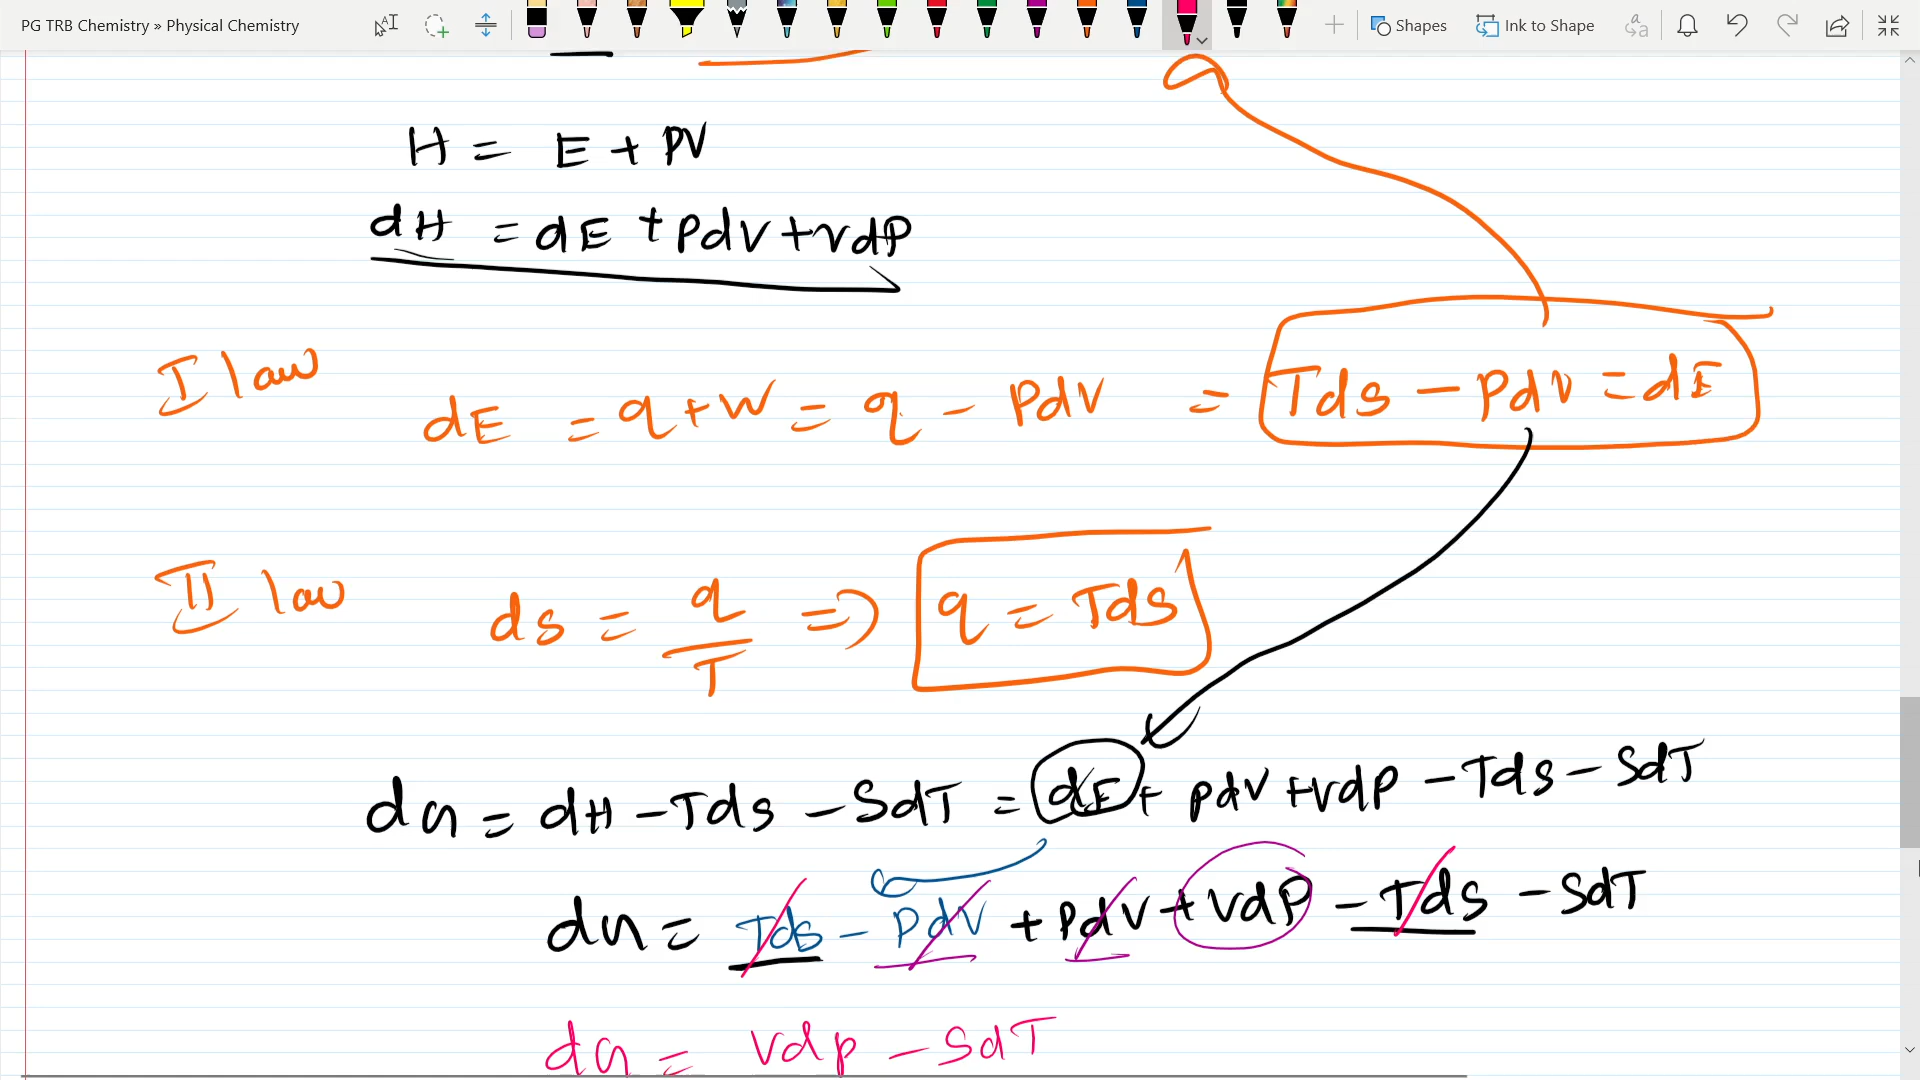 PG TRB Chemistry » Physical Chemistry
Shapes
Ink to Shape
H = E + PV
dH = dE + PdV + VdP
I law
dE = q + W = q - PdV = Tds - PdV = dE
II law
ds = q/T => q = Tds
dG = dH - Tds - SdT = dE + PdV + VdP - Tds - SdT
dG = Tds - PdV + PdV + VdP - Tds - SdT
dG = VdP - SdT